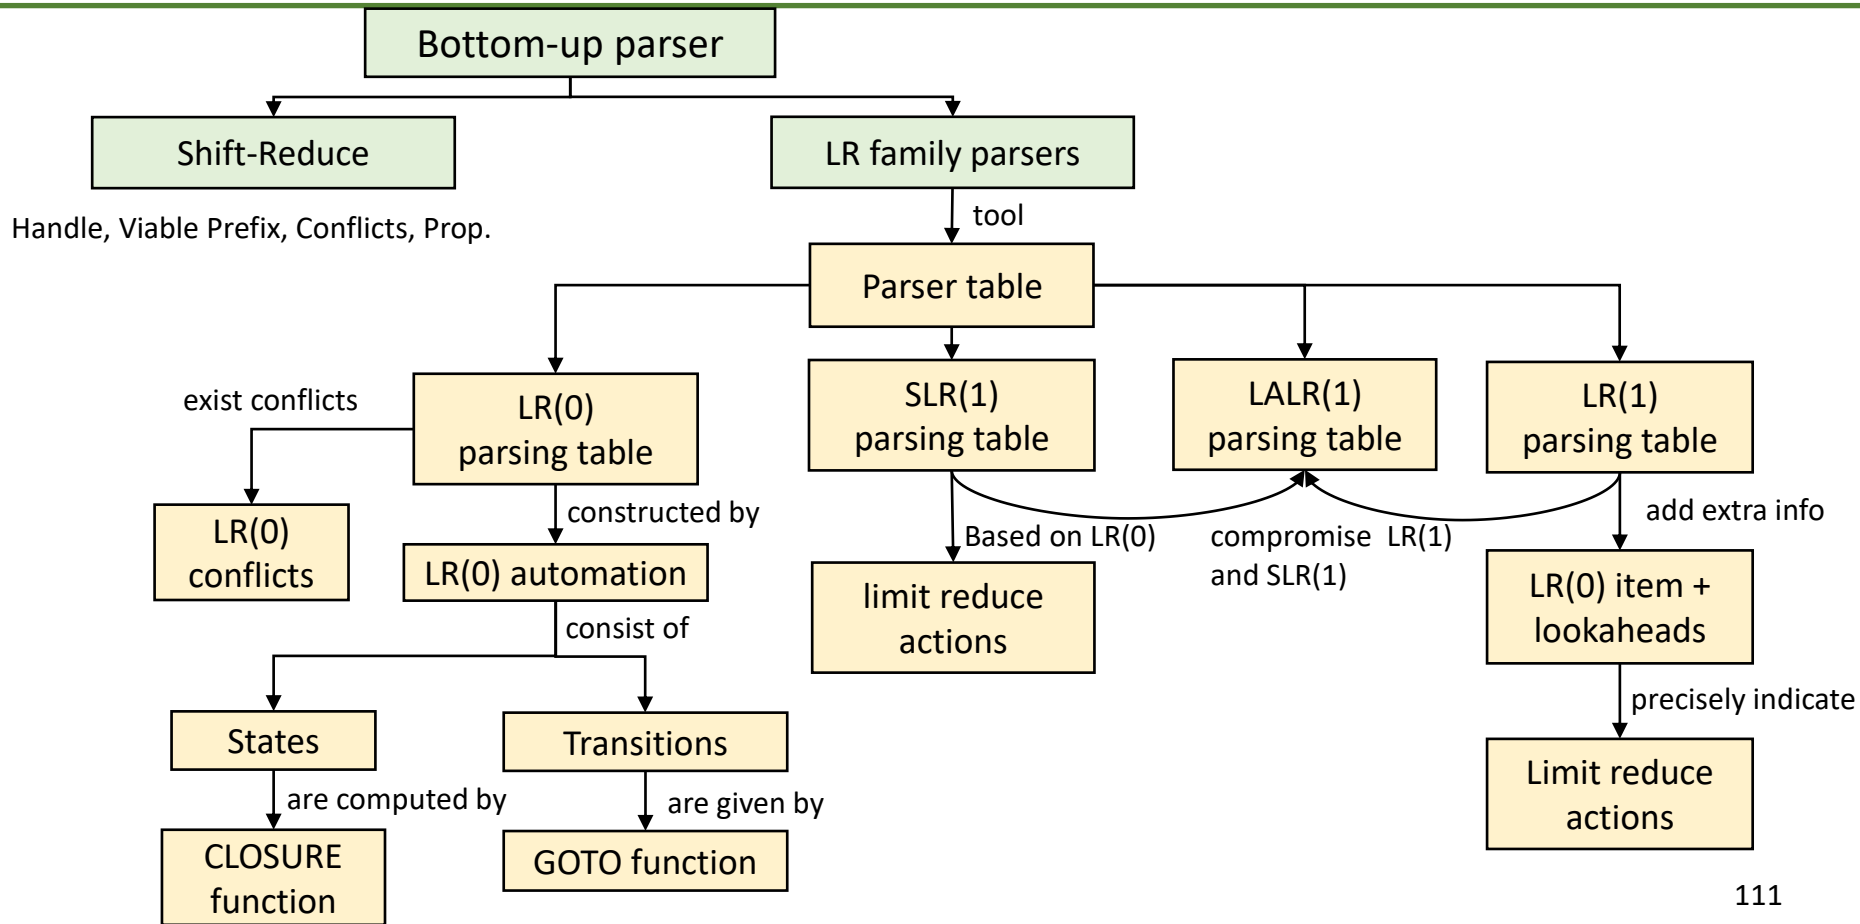 Bottom-up parser
Shift-Reduce
LR family parsers
Handle, Viable Prefix, Conflicts, Prop.
tool
Parser table
exist conflicts
LR(0)
parsing table
SLR(1)
parsing table
LALR(1)
parsing table
LR(1)
parsing table
LR(0)
conflicts
constructed by
LR(0) automation
Based on LR(0)
compromise  LR(1)
and SLR(1)
add extra info
limit reduce
actions
LR(0) item +
lookaheads
consist of
precisely indicate
States
Transitions
Limit reduce
actions
are computed by
are given by
CLOSURE
function
GOTO function
111